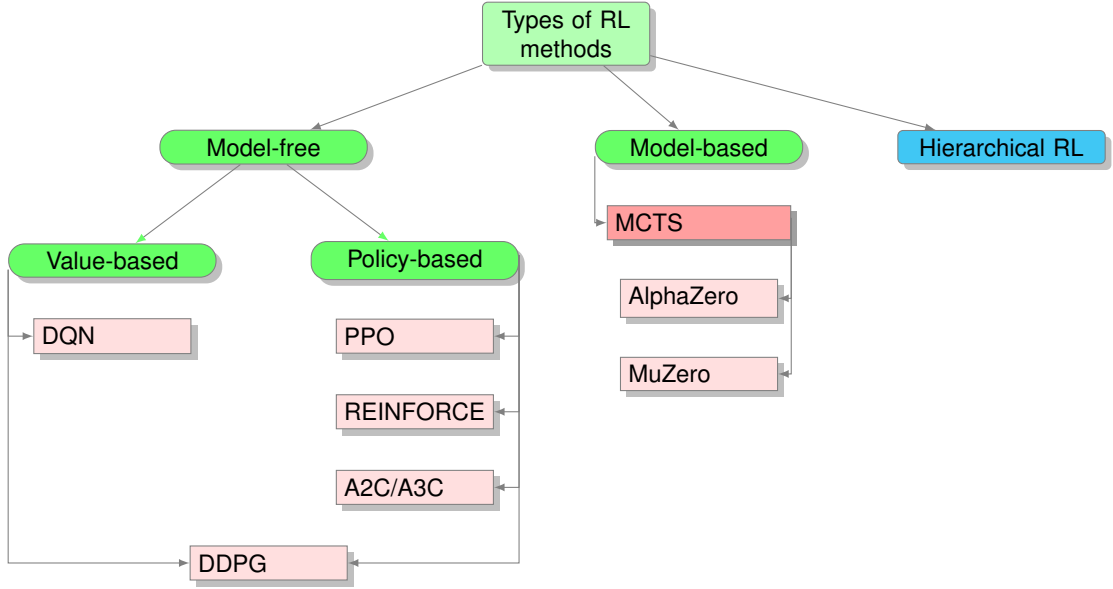 Types of RL
methods
Model-free
Model-based
Hierarchical RL
MCTS
Value-based
Policy-based
AlphaZero
DQN
PPO
MuZero
REINFORCE
A2C/A3C
DDPG